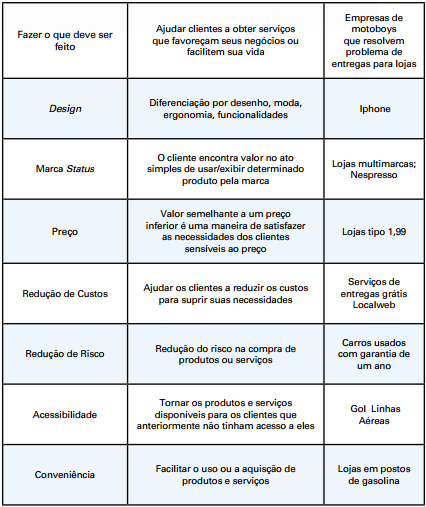 Fazer o que deve ser
feito
Ajudar clientes a obter serviços
que favoreçam seus negócios ou
facilitem sua vida
Empresas de
motoboys
que resolvem
problema de
entregas para lojas
Design
Diferenciação por desenho, moda,
ergonomia, funcionalidades
Iphone
Marca Status
O cliente encontra valor no ato
simples de usar/exibir determinado
produto pela marca
Lojas multimarcas;
Nespresso
Preço
Valor semelhante a um preço
inferior é uma maneira de satisfazer
as necessidades dos clientes
sensíveis ao preço
Lojas tipo 1,99
Redução de Custos
Ajudar os clientes a reduzir os custos
para suprir suas necessidades
Serviços de
entregas grátis
Localweb
Redução de Risco
Redução do risco na compra de
produtos ou serviços
Carros usados
com garantia de
um ano
Acessibilidade
Tornar os produtos e serviços
disponíveis para os clientes que
anteriormente não tinham acesso a eles
Gol Linhas
Aéreas
Conveniência
Facilitar o uso ou a aquisção de
produtos e serviços
Lojas em postos
de gasolina